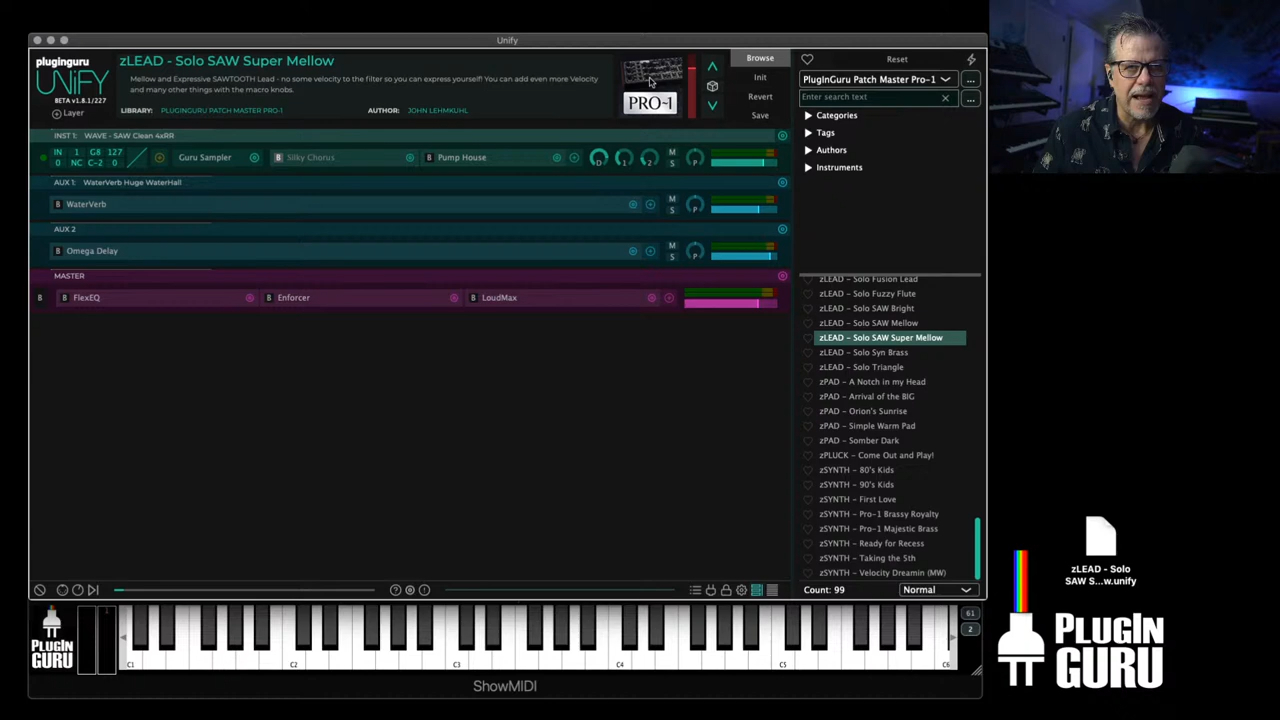 Unify
pluginguru
UNiFY
BETA v1.8.1/227
Layer
zLEAD - Solo SAW Super Mellow
Mellow and Expressive SAWTOOTH Lead - no some velocity to the filter so you can express yourself! You can add even more Velocity
and many other things with the macro knobs.
LIBRARY: PLUGINGURU PATCH MASTER PRO-1
AUTHOR: JOHN LEHMKUHL
PRO~1
Browse
Init
Revert
Save
Reset
PluginGuru Patch Master Pro-1
...
Enter search text
...
Categories
Tags
Authors
Instruments
INST 1: WAVE - SAW Clean 4xRR
IN 1 G8 127
0 NC C-2 0
Guru Sampler
B Silky Chorus
B Pump House
D 1 2
M
S
P
AUX 1: WaterVerb Huge WaterHall
B WaterVerb
M
S
P
AUX 2
B Omega Delay
M
S
P
MASTER
B
B FlexEQ
B Enforcer
B LoudMax
zLEAD - Solo Fusion Lead
zLEAD - Solo Fuzzy Flute
zLEAD - Solo SAW Bright
zLEAD - Solo SAW Mellow
zLEAD - Solo SAW Super Mellow
zLEAD - Solo Syn Brass
zLEAD - Solo Triangle
zPAD - A Notch in my Head
zPAD - Arrival of the BIG
zPAD - Orion's Sunrise
zPAD - Simple Warm Pad
zPAD - Somber Dark
zPLUCK - Come Out and Play!
zSYNTH - 80's Kids
zSYNTH - 90's Kids
zSYNTH - First Love
zSYNTH - Pro-1 Brassy Royalty
zSYNTH - Pro-1 Majestic Brass
zSYNTH - Ready for Recess
zSYNTH - Taking the 5th
zSYNTH - Velocity Dreamin (MW)
Count: 99
Normal
PLUGIN
GURU
C1
C2
C3
C4
C5
C6
61
2
ShowMIDI
zLEAD - Solo
SAW S...w.unify
PLUGIN
GURU